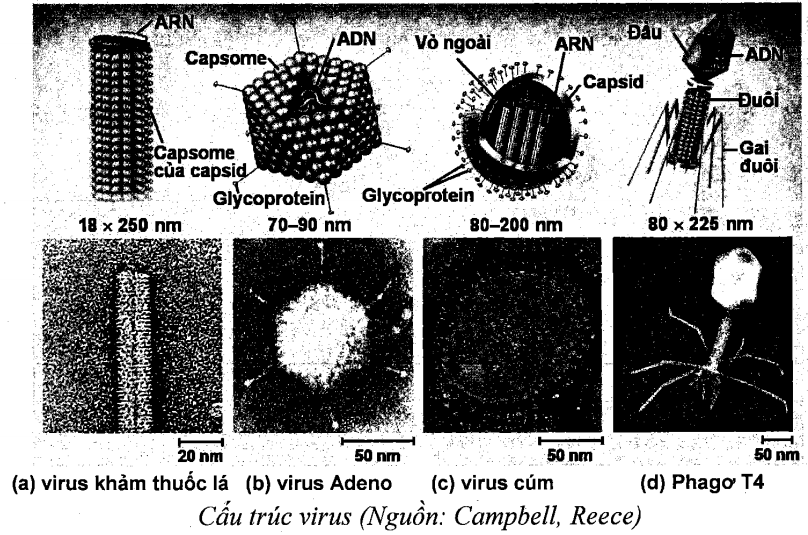 ARN
Capsome
của capsid
18 × 250 nm
Capsome
ADN
Glycoprotein
70–90 nm
Vỏ ngoài
ARN
Capsid
Glycoprotein
80–200 nm
Đầu
ADN
Đuôi
Gai
đuôi
80 × 225 nm
20 nm
50 nm
50 nm
50 nm
(a) virus khảm thuốc lá
(b) virus Adeno
(c) virus cúm
(d) Phagơ T4
Cấu trúc virus (Nguồn: Campbell, Reece)